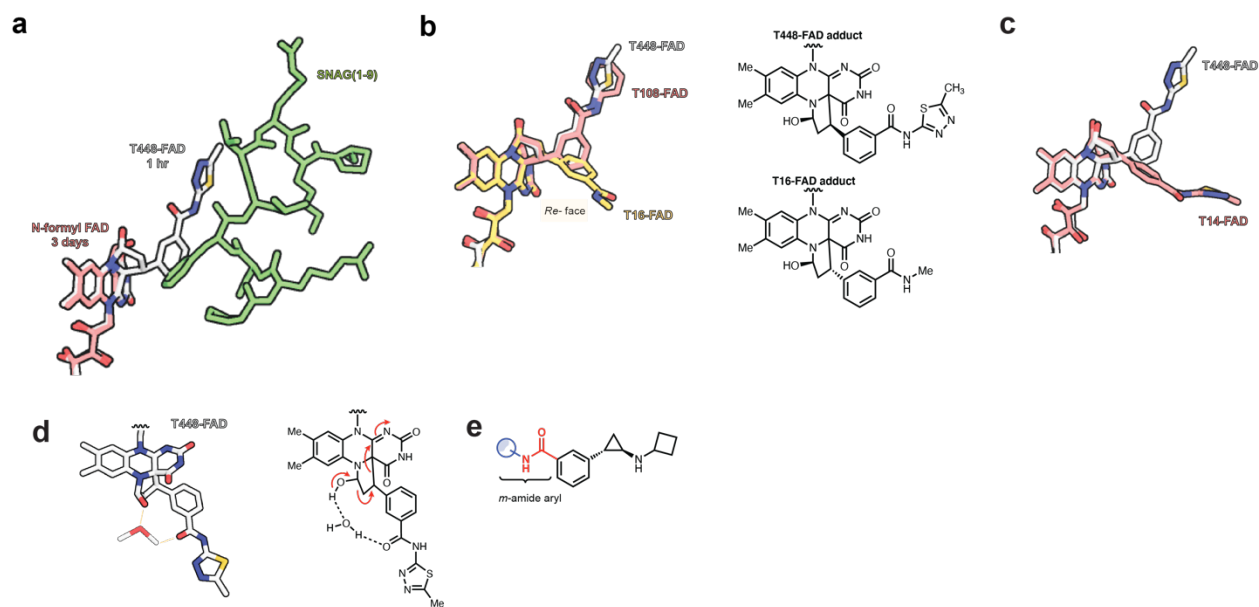 a
SNAG(1-9)
T448-FAD
1 hr
N-formyl FAD
3 days
b
T448-FAD
T108-FAD
T16-FAD
Re- face
T448-FAD adduct
N
N
O
Me
Me
N
NH
O
HO
O
N
H
S
CH3
N
N
T16-FAD adduct
N
N
O
Me
Me
N
NH
O
HO
O
N
H
Me
c
T448-FAD
T14-FAD
d
T448-FAD
N
N
O
Me
Me
N
NH
O
O
H
O
H
H
O
NH
N
S
N
Me
e
O
N
H
N
H
m-amide aryl